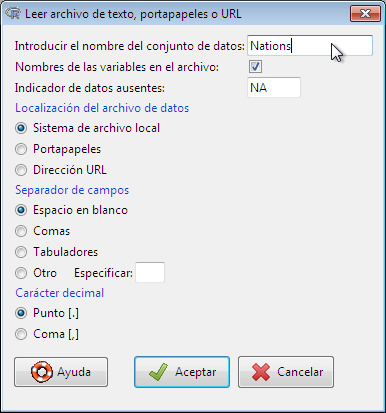 Leer archivo de texto, portapapeles o URL
Introducir el nombre del conjunto de datos: Nations
Nombres de las variables en el archivo:
Indicador de datos ausentes: NA
Localización del archivo de datos
Sistema de archivo local
Portapapeles
Dirección URL
Separador de campos
Espacio en blanco
Comas
Tabuladores
Otro Especificar:
Carácter decimal
Punto [.]
Coma [,]
Ayuda Aceptar Cancelar